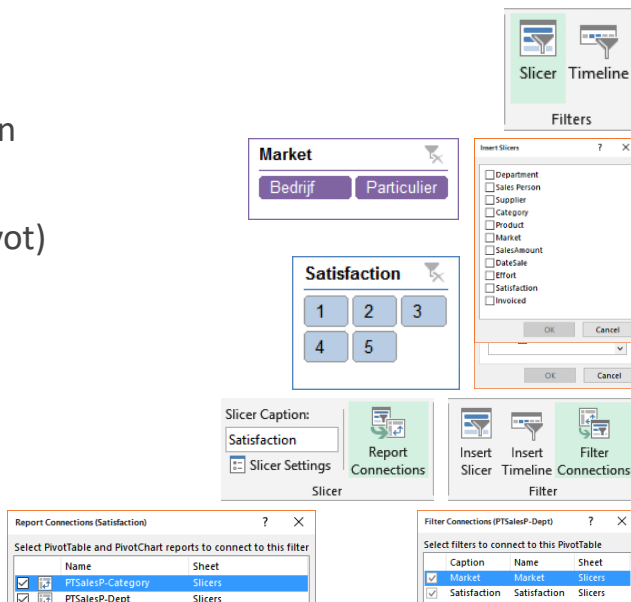 Slicer Timeline
Filters
n
vot)
Market
Bedrijf Particulier
Insert Slicers ? X
Department
Sales Person
Supplier
Category
Product
Market
SalesAmount
DateSale
Effort
Satisfaction
Invoiced
OK Cancel
OK Cancel
Satisfaction
1 2 3
4 5
Slicer Caption:
Satisfaction
Slicer Settings
Report
Connections
Slicer
Insert Insert Filter
Slicer Timeline Connections
Filter
Report Connections (Satisfaction) ? X
Select PivotTable and PivotChart reports to connect to this filter
Name Sheet
PTSalesP-Category Slicers
PTSalesP-Dept Slicers
Filter Connections (PTSalesP-Dept) ? X
Select filters to connect to this PivotTable
Caption Name Sheet
Market Market Slicers
Satisfaction Satisfaction Slicers